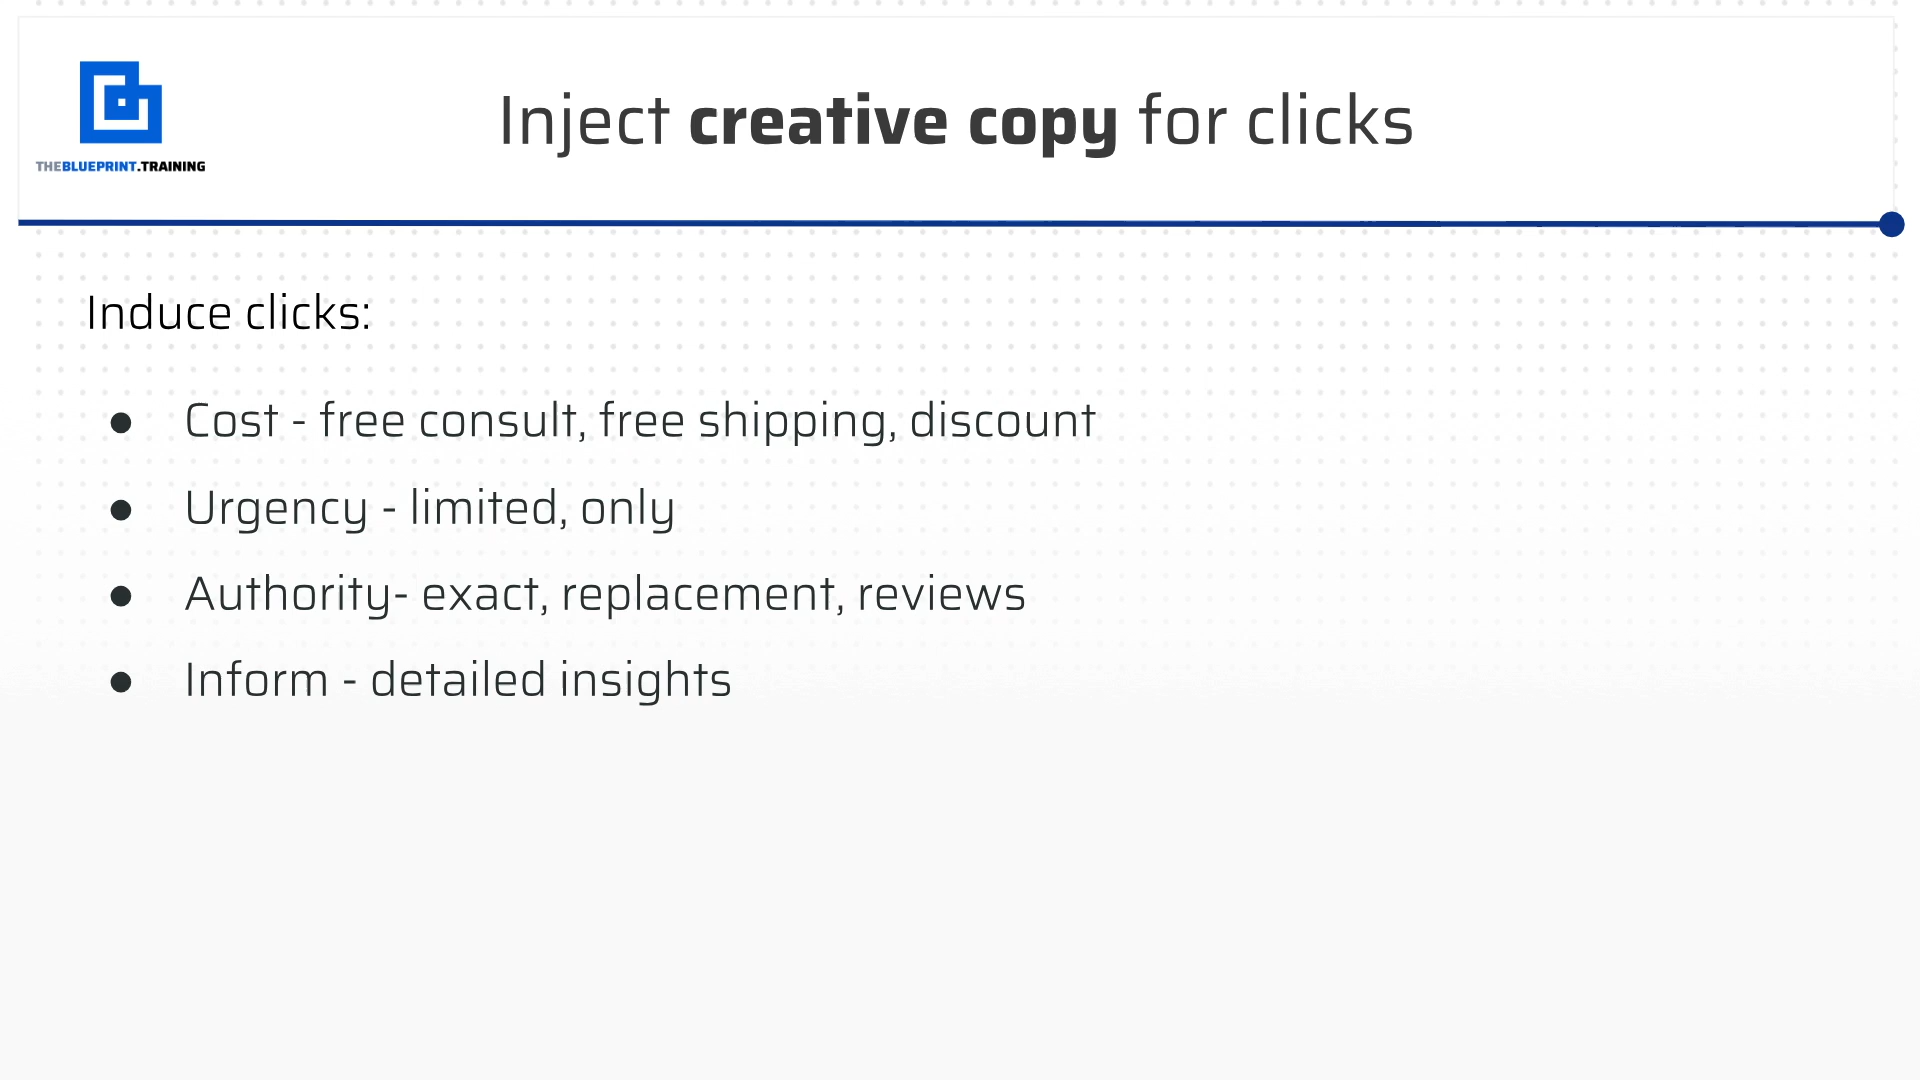 THEBLUEPRINT.TRAINING
Inject creative copy for clicks
Induce clicks:
● Cost - free consult, free shipping, discount
● Urgency - limited, only
● Authority- exact, replacement, reviews
● Inform - detailed insights